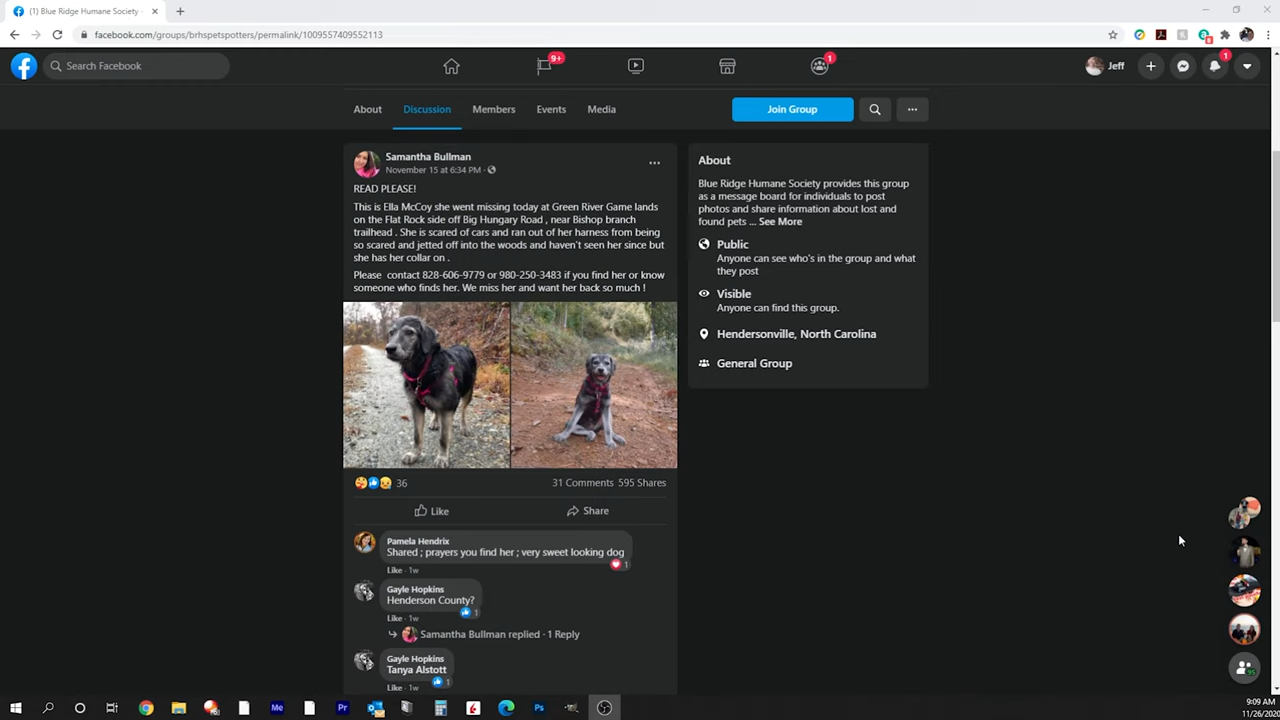 (1) Blue Ridge Humane Society -
facebook.com/groups/brhspetspotters/permalink/1009557409552113
Search Facebook
9+
1
Jeff
1
About
Discussion
Members
Events
Media
Join Group
Samantha Bullman
November 15 at 6:34 PM ·
READ PLEASE!
This is Ella McCoy she went missing today at Green River Game lands
on the Flat Rock side off Big Hungary Road , near Bishop branch
trailhead . She is scared of cars and ran out of her harness from being
so scared and jetted off into the woods and haven't seen her since but
she has her collar on .
Please contact 828-606-9779 or 980-250-3483 if you find her or know
someone who finds her. We miss her and want her back so much !
36
31 Comments 595 Shares
Like
Share
Pamela Hendrix
Shared ; prayers you find her ; very sweet looking dog
1
Like · 1w
Gayle Hopkins
Henderson County?
1
Like · 1w
Samantha Bullman replied · 1 Reply
Gayle Hopkins
Tanya Alstott
1
Like · 1w
About
Blue Ridge Humane Society provides this group
as a message board for individuals to post
photos and share information about lost and
found pets ... See More
Public
Anyone can see who's in the group and what
they post
Visible
Anyone can find this group.
Hendersonville, North Carolina
General Group
95
Me
Pr
Ps
9:09 AM
11/26/2020